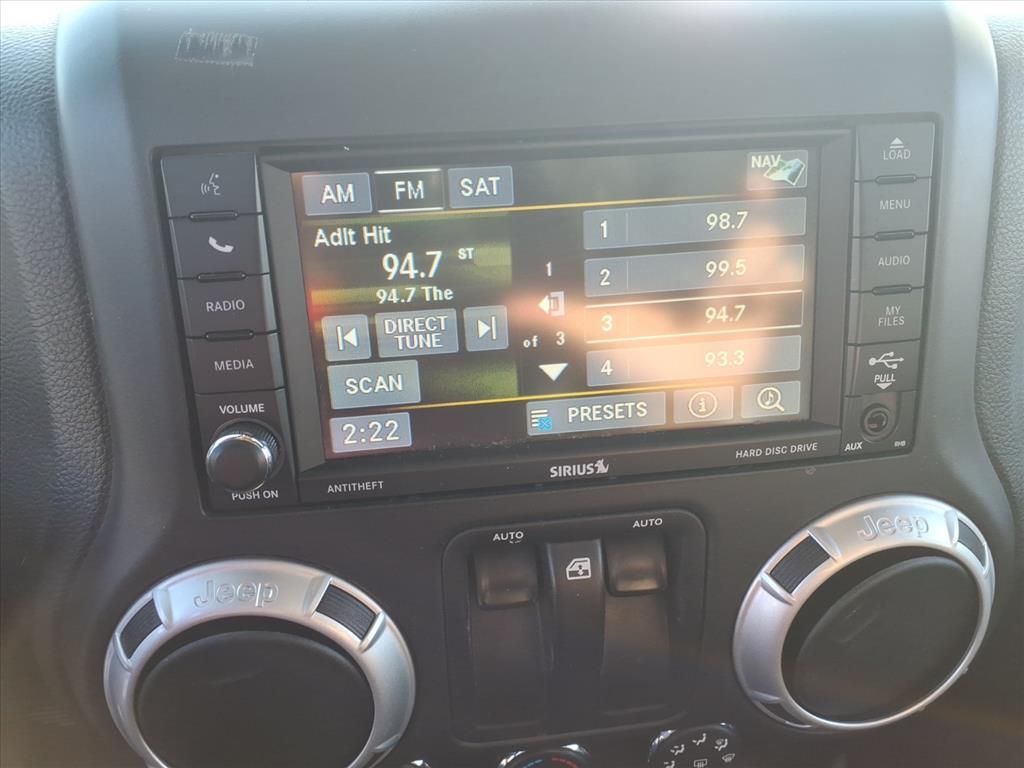 LOAD
MENU
AUDIO
MY
FILES
PULL
AUX
RHB
RADIO
MEDIA
VOLUME
PUSH ON
AM FM SAT
NAV
Adlt Hit
94.7 ST
94.7 The
DIRECT
TUNE
SCAN
2:22
1
of 3
1 98.7
2 99.5
3 94.7
4 93.3
PRESETS
i
ANTITHEFT
SIRIUS
HARD DISC DRIVE
AUTO
AUTO
Jeep
Jeep